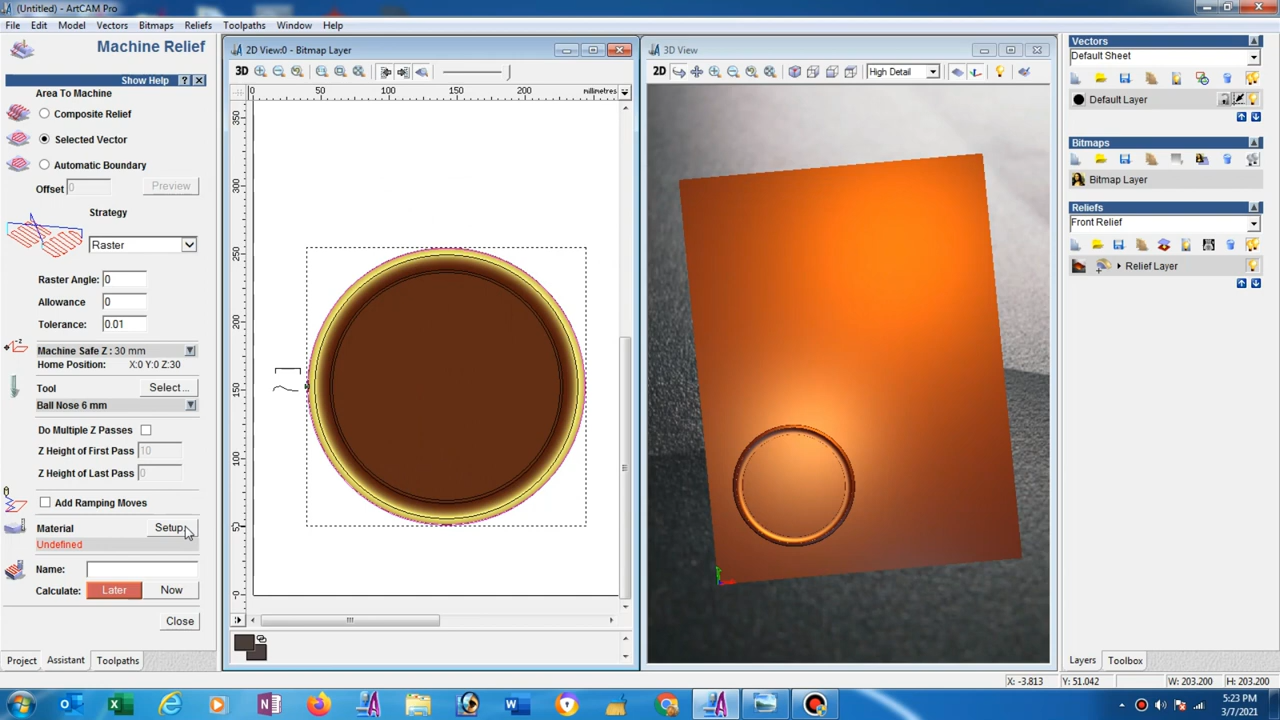 (Untitled) - ArtCAM Pro
File Edit Model Vectors Bitmaps Reliefs Toolpaths Window Help
Machine Relief
Show Help ? 
Area To Machine
Composite Relief
Selected Vector
Automatic Boundary
Offset 0 Preview
Strategy
Raster
Raster Angle: 0
Allowance 0
Tolerance: 0.01
Machine Safe Z : 30 mm
Home Position: X:0 Y:0 Z:30
Tool Select...
Ball Nose 6 mm
Do Multiple Z Passes
Z Height of First Pass 10
Z Height of Last Pass 0
Add Ramping Moves
Material Setup...
Undefined
Name:
Calculate: Later Now
Close
Project Assistant Toolpaths
2D View:0 - Bitmap Layer
3D
0 50 100 150 200 millimetres
350
300
250
200
150
100
50
0
3D View
2D High Detail
Vectors
Default Sheet
Default Layer
Bitmaps
Bitmap Layer
Reliefs
Front Relief
Relief Layer
Layers Toolbox
X: -3.813 Y: 51.042 W: 203.200 H: 203.200
5:23 PM
3/7/2021